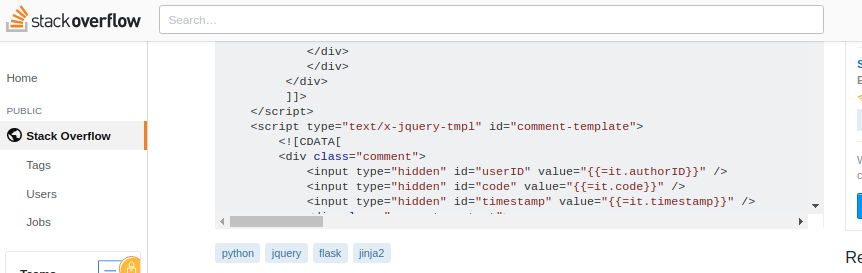 stackoverflow
Search…
Home
PUBLIC
Stack Overflow
Tags
Users
Jobs
</div>
</div>
</div>
]]>
</script>
<script type="text/x-jquery-tmpl" id="comment-template">
<![CDATA[
<div class="comment">
<input type="hidden" id="userID" value="{{=it.authorID}}" />
<input type="hidden" id="code" value="{{=it.code}}" />
<input type="hidden" id="timestamp" value="{{=it.timestamp}}" />
python jquery flask jinja2
Teams
Re